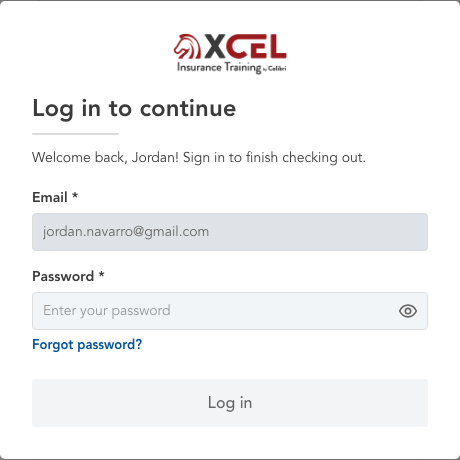 XCEL
Insurance Training by Colibri
Log in to continue
Welcome back, Jordan! Sign in to finish checking out.
Email *
jordan.navarro@gmail.com
Password *
Enter your password
Forgot password?
Log in